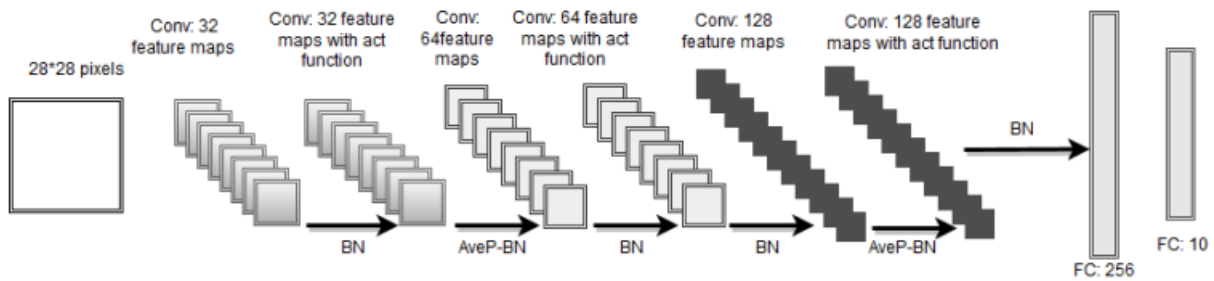 28*28 pixels
Conv: 32
feature maps
Conv: 32 feature
maps with act
function
Conv:
64feature
maps
Conv: 64 feature
maps with act
function
Conv: 128
feature maps
Conv: 128 feature
maps with act function
BN
AveP-BN
BN
BN
AveP-BN
BN
FC: 256
FC: 10